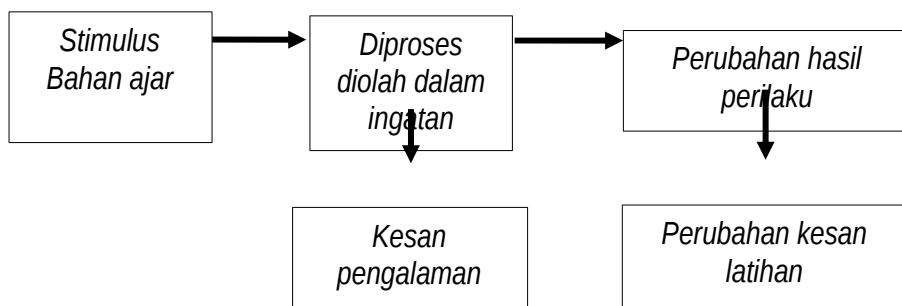 Stimulus
Bahan ajar
Diproses
diolah dalam
ingatan
Perubahan hasil
perilaku
Kesan
pengalaman
Perubahan kesan
latihan